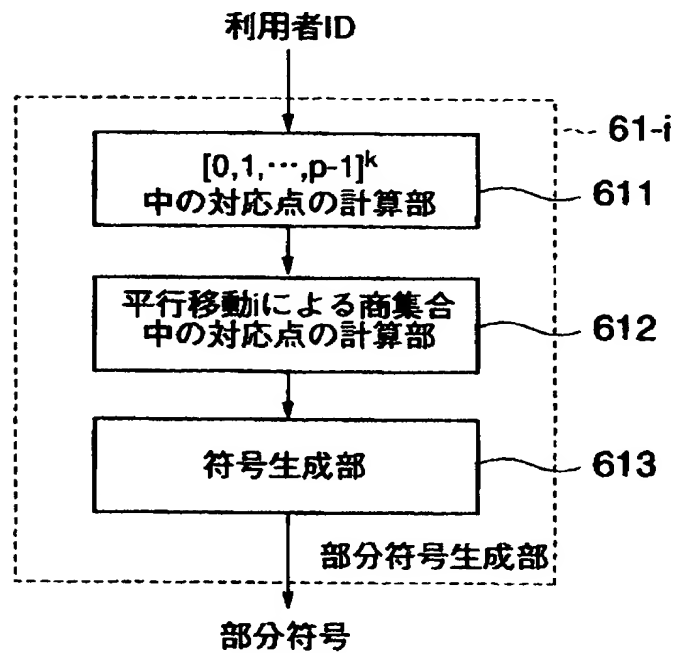 利用者ID
61-i
[0,1,…,p-1]^k
中の対応点の計算部
611
平行移動iによる商集合
中の対応点の計算部
612
符号生成部
613
部分符号生成部
部分符号